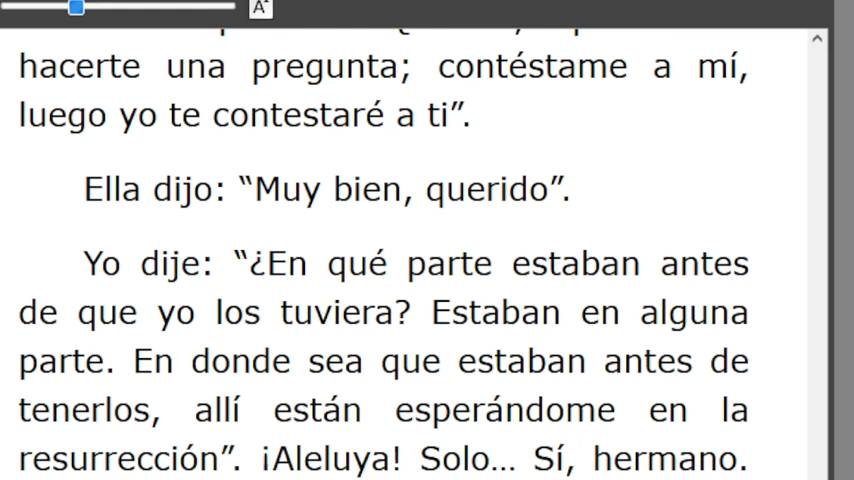 A
hacerte una pregunta; contéstame a mí,
luego yo te contestaré a ti”.
Ella dijo: “Muy bien, querido”.
Yo dije: “¿En qué parte estaban antes
de que yo los tuviera? Estaban en alguna
parte. En donde sea que estaban antes de
tenerlos, allí están esperándome en la
resurrección”. ¡Aleluya! Solo… Sí, hermano.